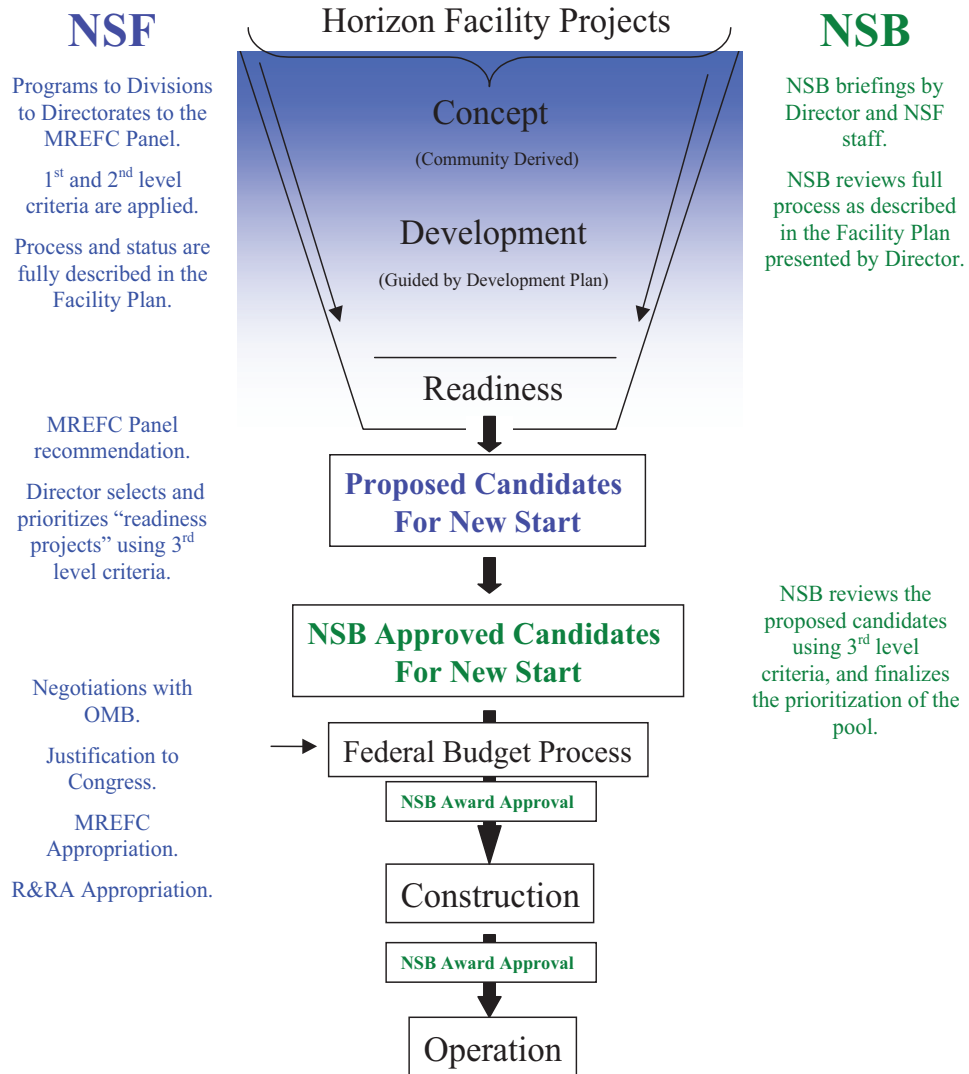 NSF
Programs to Divisions
to Directorates to the
MREFC Panel.
1st and 2nd level
criteria are applied.
Process and status are
fully described in the
Facility Plan.
MREFC Panel
recommendation.
Director selects and
prioritizes “readiness
projects” using 3rd
level criteria.
Negotiations with
OMB.
Justification to
Congress.
MREFC
Appropriation.
R&RA Appropriation.
Horizon Facility Projects
Concept
(Community Derived)
Development
(Guided by Development Plan)
Readiness
Proposed Candidates
For New Start
NSB Approved Candidates
For New Start
Federal Budget Process
NSB Award Approval
Construction
NSB Award Approval
Operation
NSB
NSB briefings by
Director and NSF
staff.
NSB reviews full
process as described
in the Facility Plan
presented by Director.
NSB reviews the
proposed candidates
using 3rd level
criteria, and finalizes
the prioritization of the
pool.